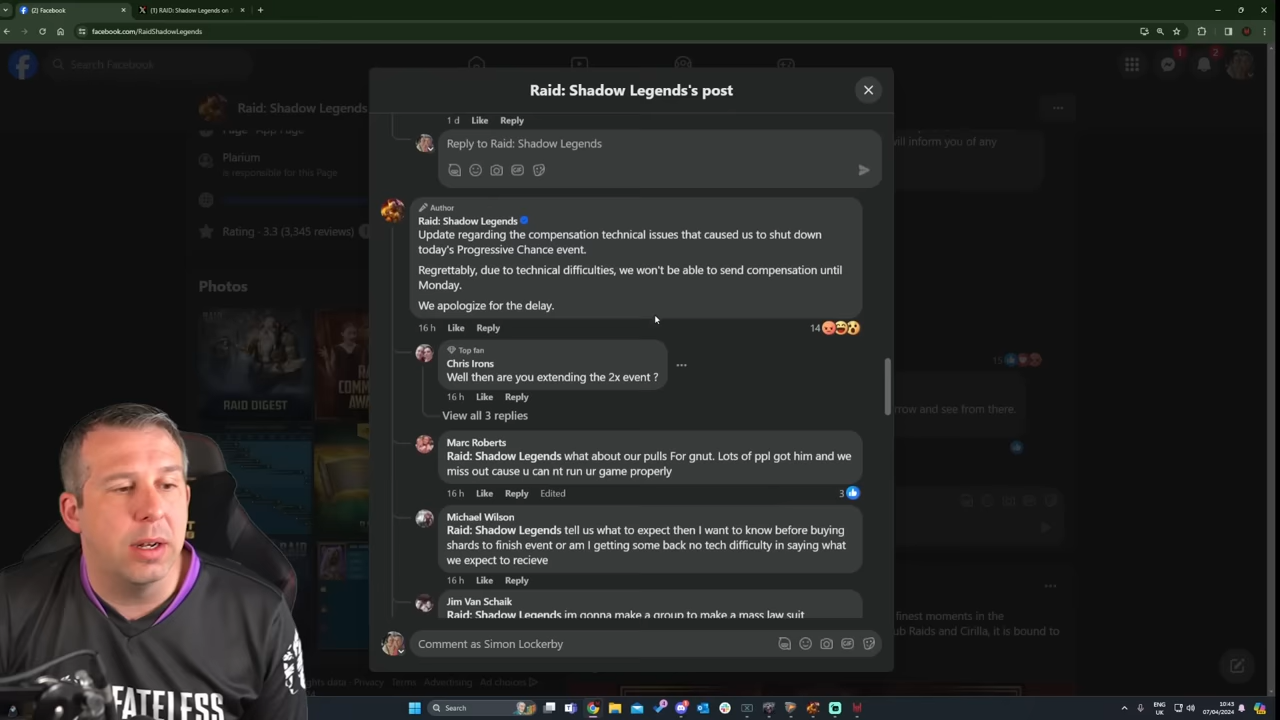 (2) Facebook
(1) RAID: Shadow Legends on
facebook.com/RaidShadowLegends
Search Facebook
1
2
Raid: Shadow Legends's post
Raid: Shadow Legends
Page · App Page
Plarium
is responsible for this Page
Rating · 3.3 (3,345 reviews)
Photos
RAID DIGEST
will inform you of any
1 d Like Reply
Reply to Raid: Shadow Legends
Author
Raid: Shadow Legends
Update regarding the compensation technical issues that caused us to shut down
today's Progressive Chance event.
Regrettably, due to technical difficulties, we won't be able to send compensation until
Monday.
We apologize for the delay.
16 h Like Reply
14
Top fan
Chris Irons
Well then are you extending the 2x event ?
16 h Like Reply
View all 3 replies
Marc Roberts
Raid: Shadow Legends what about our pulls For gnut. Lots of ppl got him and we
miss out cause u can nt run ur game properly
16 h Like Reply Edited
3
Michael Wilson
Raid: Shadow Legends tell us what to expect then I want to know before buying
shards to finish event or am I getting some back no tech difficulty in saying what
we expect to recieve
16 h Like Reply
Jim Van Schaik
Raid: Shadow Legends im gonna make a group to make a mass law suit
Comment as Simon Lockerby
15
row and see from there.
finest moments in the
ub Raids and Cirilla, it is bound to
Privacy · Terms · Advertising · Ad choices
FATELESS
Search
ENG
UK
10:43
07/04/2024